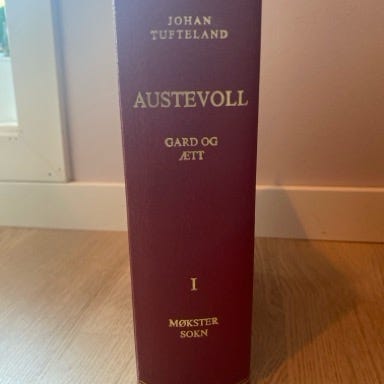 JOHAN
TUFTELAND
AUSTEVOLL
GARD OG
ÆTT
I
MØKSTER
SOKN